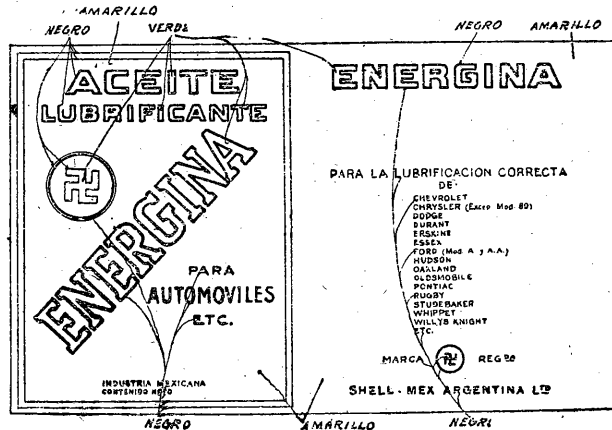 AMARILLO
NEGRO VERDE NEGRO AMARILLO
ACEITE
LUBRIFICANTE
ENERGINA
PARA
AUTOMOVILES
ETC.
INDUSTRIA MEXICANA
CONTENIDO
ENERGINA
PARA LA LUBRIFICACION CORRECTA
DE
CHEVROLET
CHRYSLER (Excep Mod. 80)
DODGE
DURANT
ERSKINE
ESSEX
FORD (Mod. A y A.A.)
HUDSON
OAKLAND
OLDSMOBILE
PONTIAC
RUGBY
STUDEBAKER
WHIPPET
WILLYS KNIGHT
ETC.
MARCA REGDO
SHELL-MEX ARGENTINA LTD
NEGRO AMARILLO NEGRO